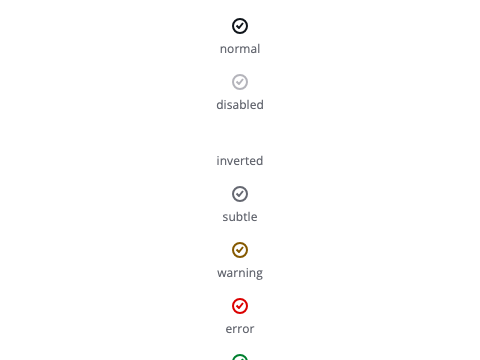 normal
disabled
inverted
subtle
warning
error